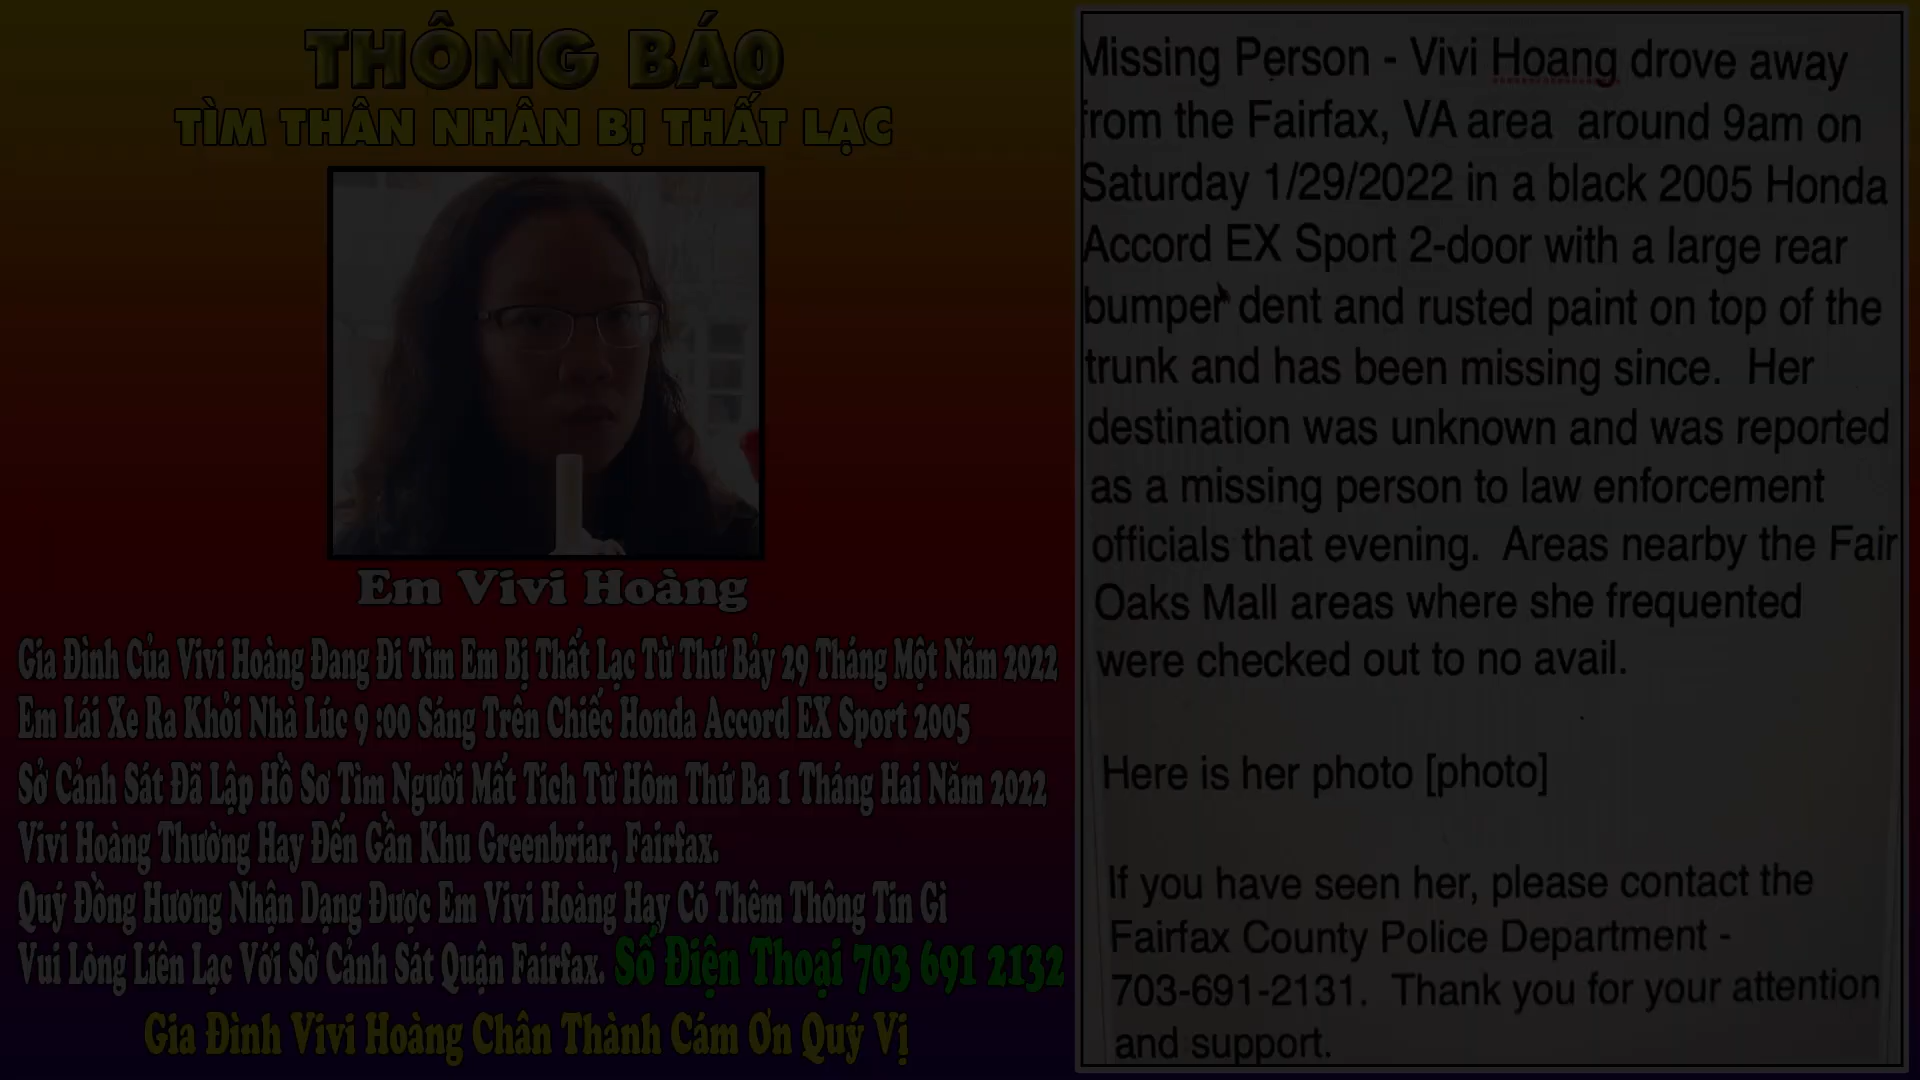 THÔNG BÁ0
TÌM THÂN NHÂN BỊ THẤT LẠC
Em Vivi Hoàng
Gia Đình Của Vivi Hoàng Đang Đi Tìm Em Bị Thất Lạc Từ Thứ Bảy 29 Tháng Một Năm 2022
Em Lái Xe Ra Khỏi Nhà Lúc 9 :00 Sáng Trên Chiếc Honda Accord EX Sport 2005
Sở Cảnh Sát Đã Lập Hồ Sơ Tìm Người Mất Tích Từ Hôm Thứ Ba 1 Tháng Hai Năm 2022
Vivi Hoàng Thường Hay Đến Gần Khu Greenbriar, Fairfax.
Quý Đồng Hương Nhận Dạng Được Em Vivi Hoàng Hay Có Thêm Thông Tin Gì
Vui Lòng Liên Lạc Với Sở Cảnh Sát Quận Fairfax. Số Điện Thoại 703 691 2132
Gia Đình Vivi Hoàng Chân Thành Cám Ơn Quý Vị
Missing Person - Vivi Hoang drove away
from the Fairfax, VA area around 9am on
Saturday 1/29/2022 in a black 2005 Honda
Accord EX Sport 2-door with a large rear
bumper dent and rusted paint on top of the
trunk and has been missing since. Her
destination was unknown and was reported
as a missing person to law enforcement
officials that evening. Areas nearby the Fair
Oaks Mall areas where she frequented
were checked out to no avail.
Here is her photo [photo]
If you have seen her, please contact the
Fairfax County Police Department -
703-691-2131. Thank you for your attention
and support.